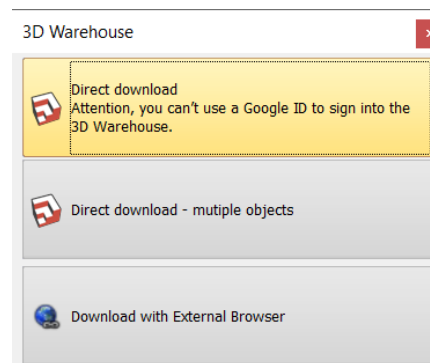 3D Warehouse
Direct download
Attention, you can't use a Google ID to sign into the
3D Warehouse.
Direct download - mutiple objects
Download with External Browser